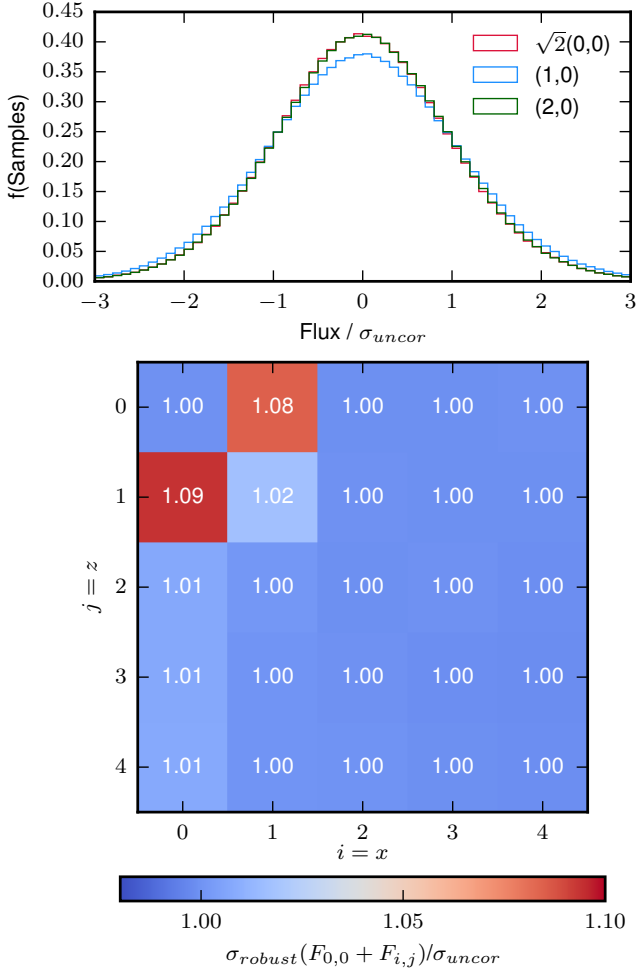 0.45
0.40
0.35
0.30
0.25
0.20
0.15
0.10
0.05
0.00
f(Samples)
√2(0,0)
(1,0)
(2,0)
−3 −2 −1 0 1 2 3
Flux / σ_uncor
0 1.00 1.08 1.00 1.00 1.00
1 1.09 1.02 1.00 1.00 1.00
2 1.01 1.00 1.00 1.00 1.00
3 1.01 1.00 1.00 1.00 1.00
4 1.01 1.00 1.00 1.00 1.00
j = z
0 1 2 3 4
i = x
1.00 1.05 1.10
σ_robust(F_0,0 + F_i,j)/σ_uncor